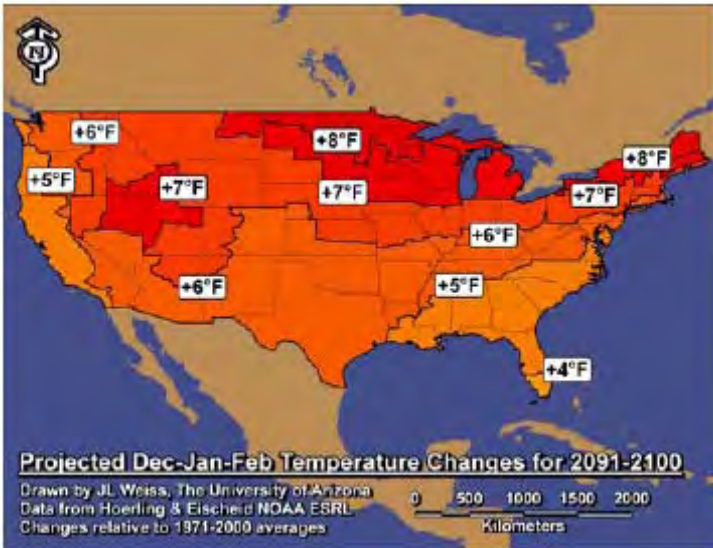 N
+6°F
+8°F
+8°F
+5°F
+7°F
+7°F
+7°F
+6°F
+6°F
+5°F
+4°F
Projected Dec-Jan-Feb Temperature Changes for 2091-2100
Drawn by JL Weiss, The University of Arizona
Data from Hoerling & Eischeid NOAA ESRL
Changes relative to 1971-2000 averages
0 500 1000 1500 2000
Kilometers